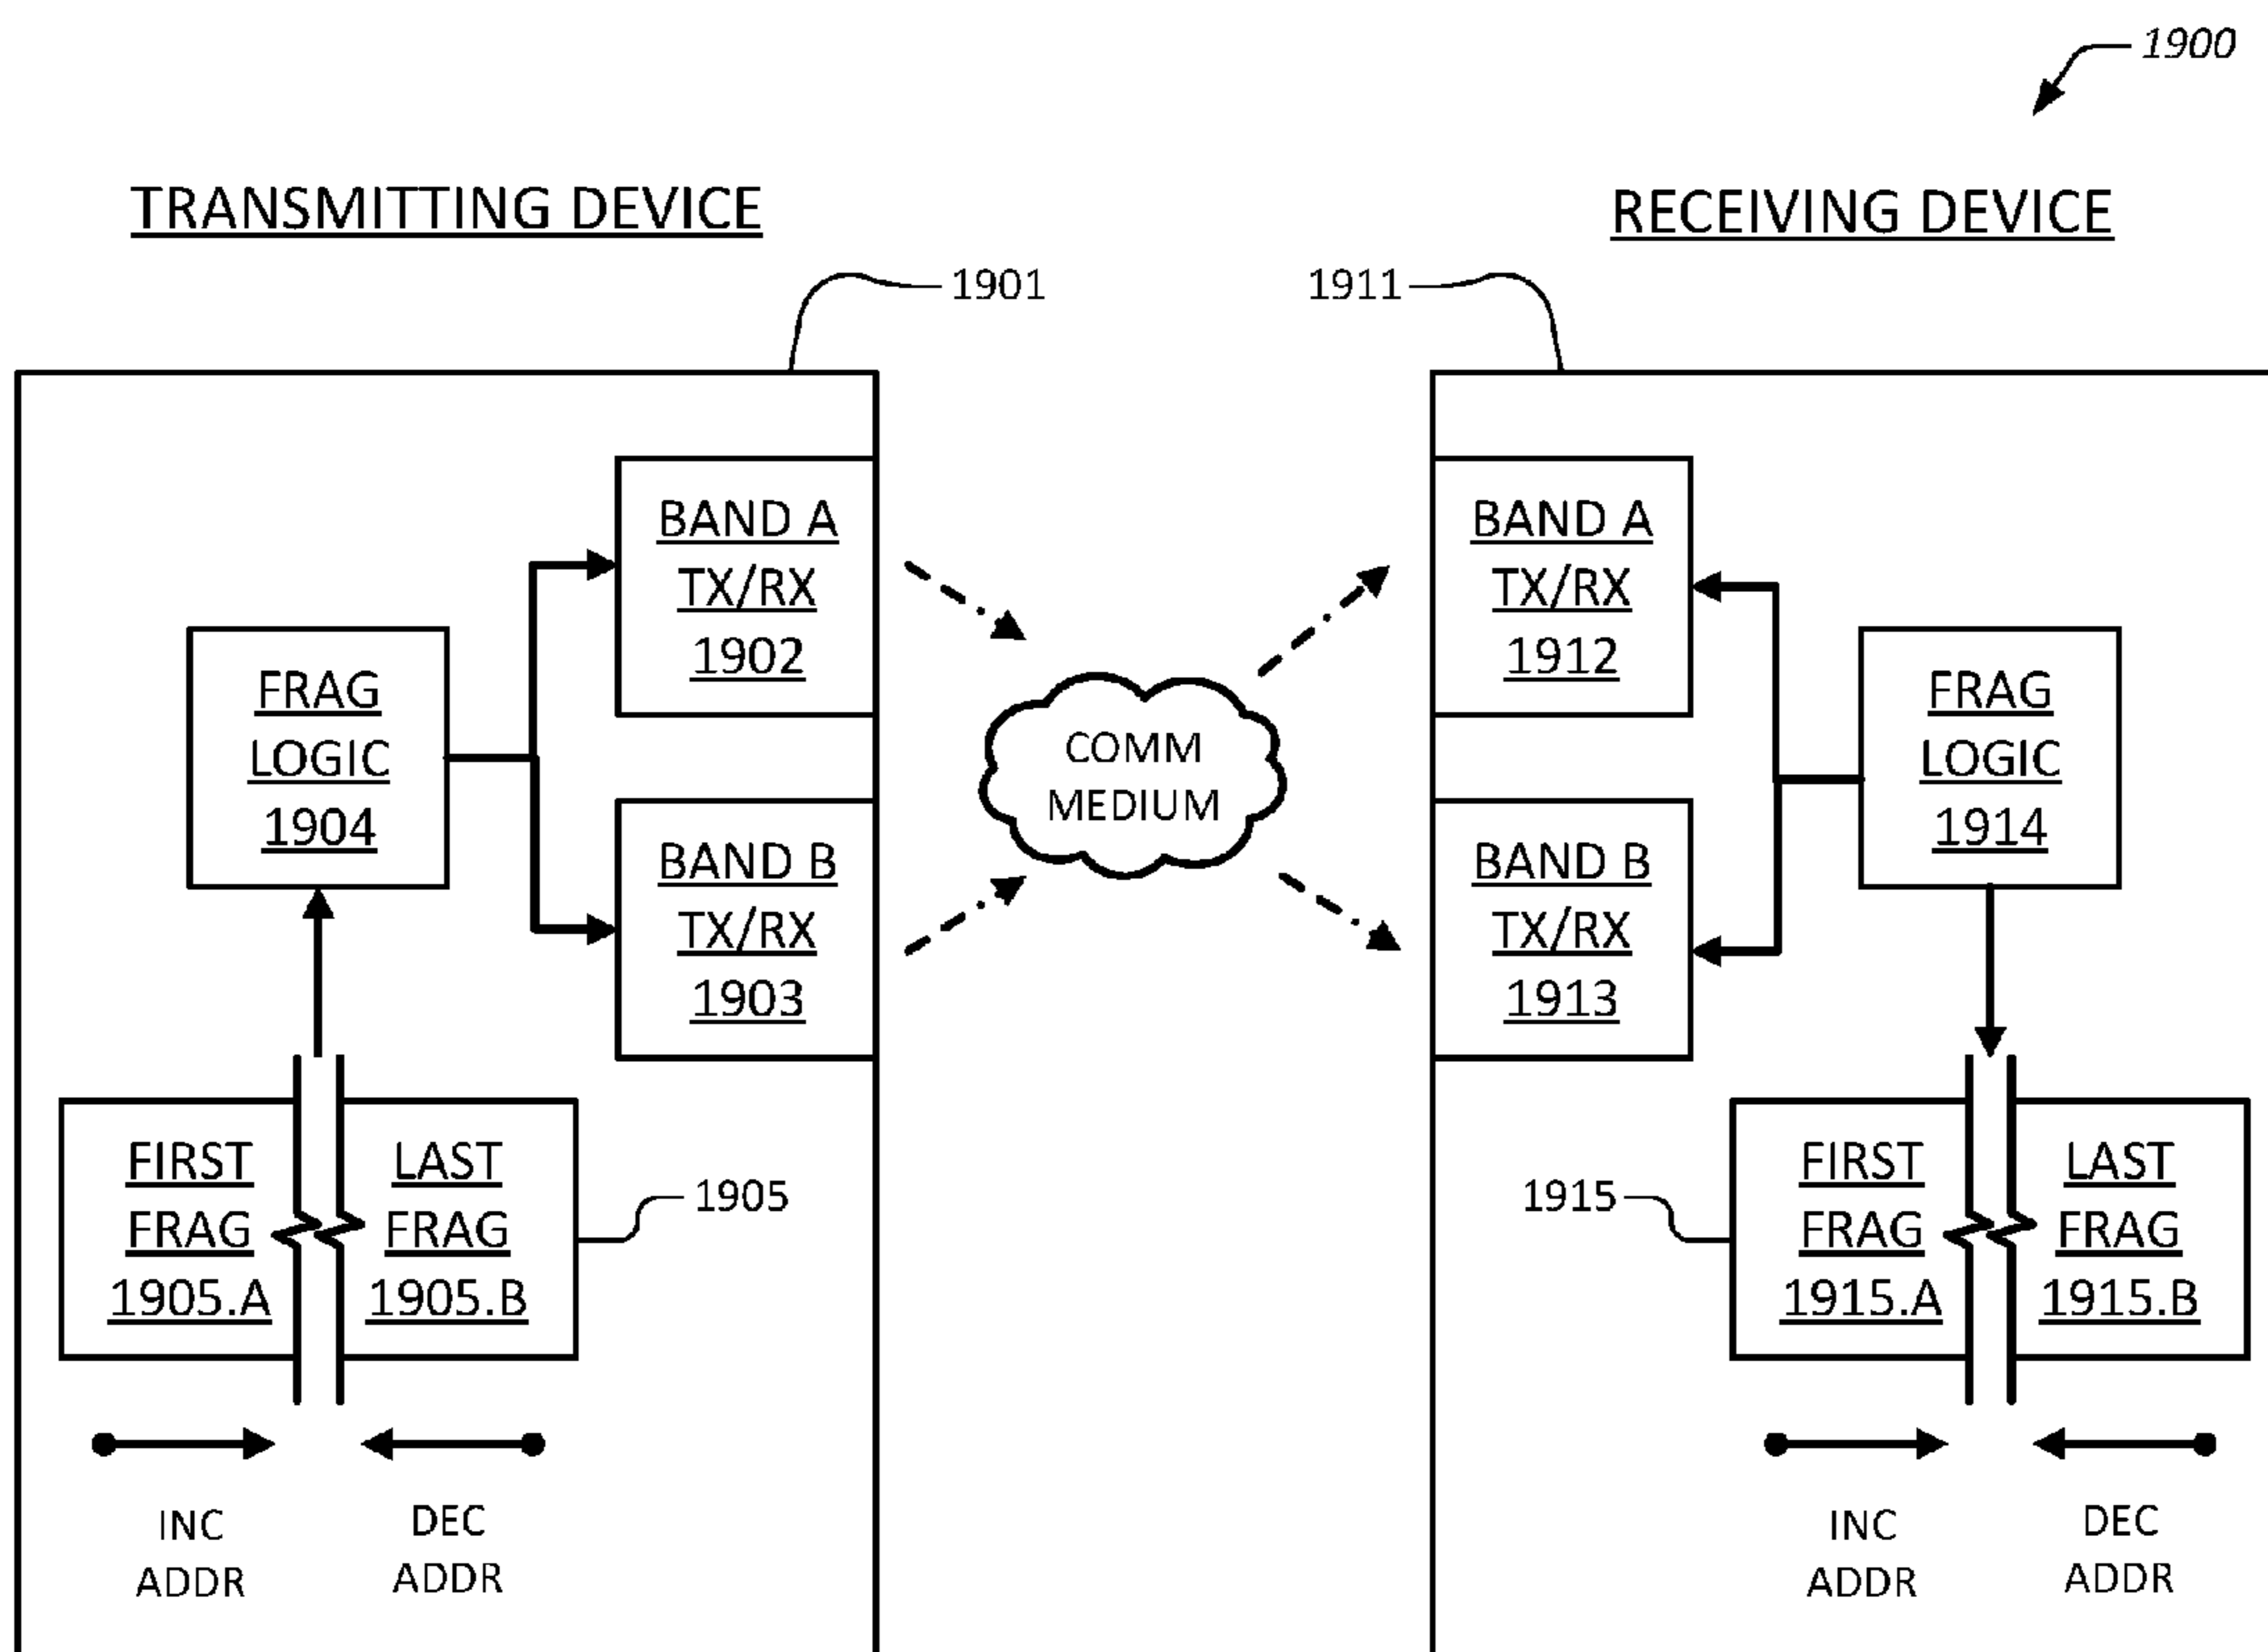 1900
TRANSMITTING DEVICE
RECEIVING DEVICE
1901
1911
BAND A
TX/RX
1902
BAND A
TX/RX
1912
FRAG
LOGIC
1904
COMM
MEDIUM
FRAG
LOGIC
1914
BAND B
TX/RX
1903
BAND B
TX/RX
1913
FIRST
FRAG
1905.A
LAST
FRAG
1905.B
1905
1915
FIRST
FRAG
1915.A
LAST
FRAG
1915.B
INC
ADDR
DEC
ADDR
INC
ADDR
DEC
ADDR